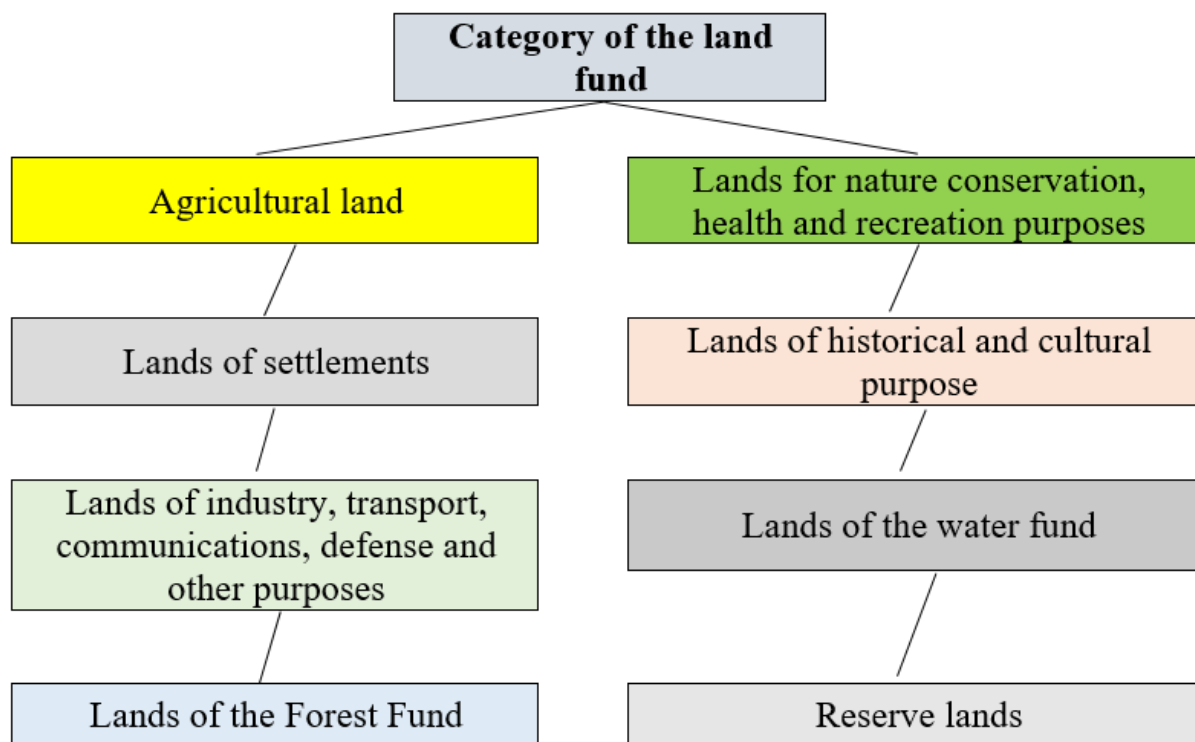 Category of the land
fund
Agricultural land
Lands for nature conservation,
health and recreation purposes
Lands of settlements
Lands of historical and cultural
purpose
Lands of industry, transport,
communications, defense and
other purposes
Lands of the water fund
Lands of the Forest Fund
Reserve lands